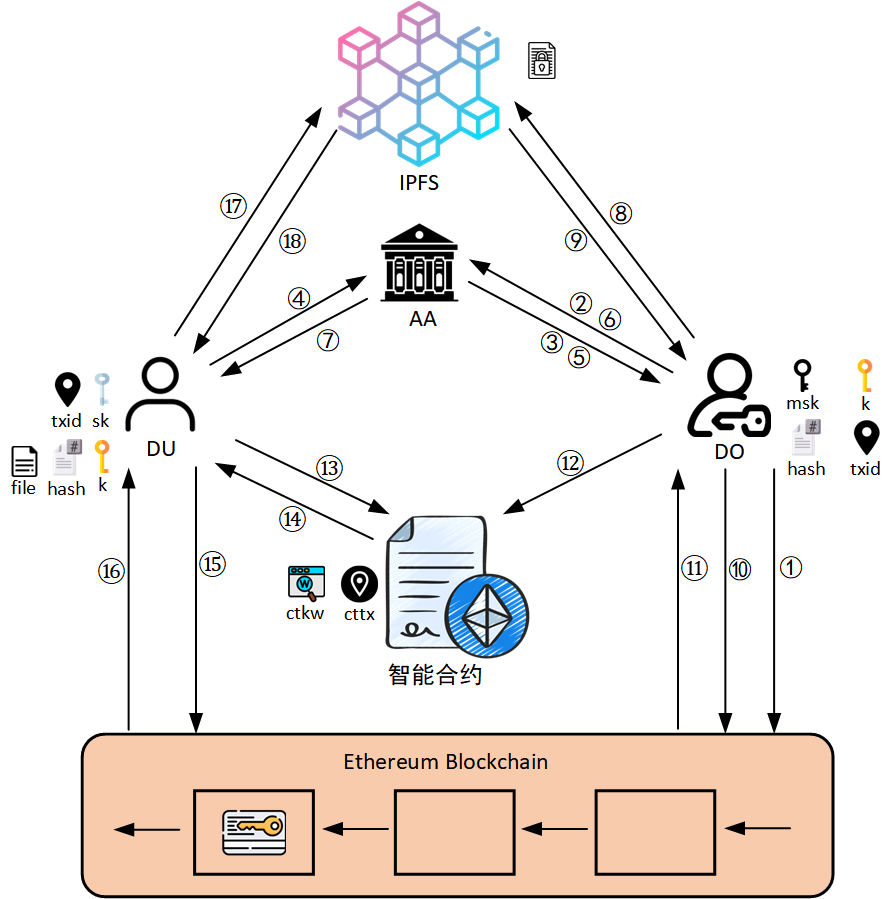 IPFS
⑰
⑧
⑱
⑨
AA
④
②
⑥
⑦
③
⑤
txid
sk
DU
file
hash
k
msk
k
DO
hash
txid
⑬
⑫
⑭
⑯
⑮
#
#
W
ctkw
cttx
⑪
⑩
①
智能合约
Ethereum Blockchain